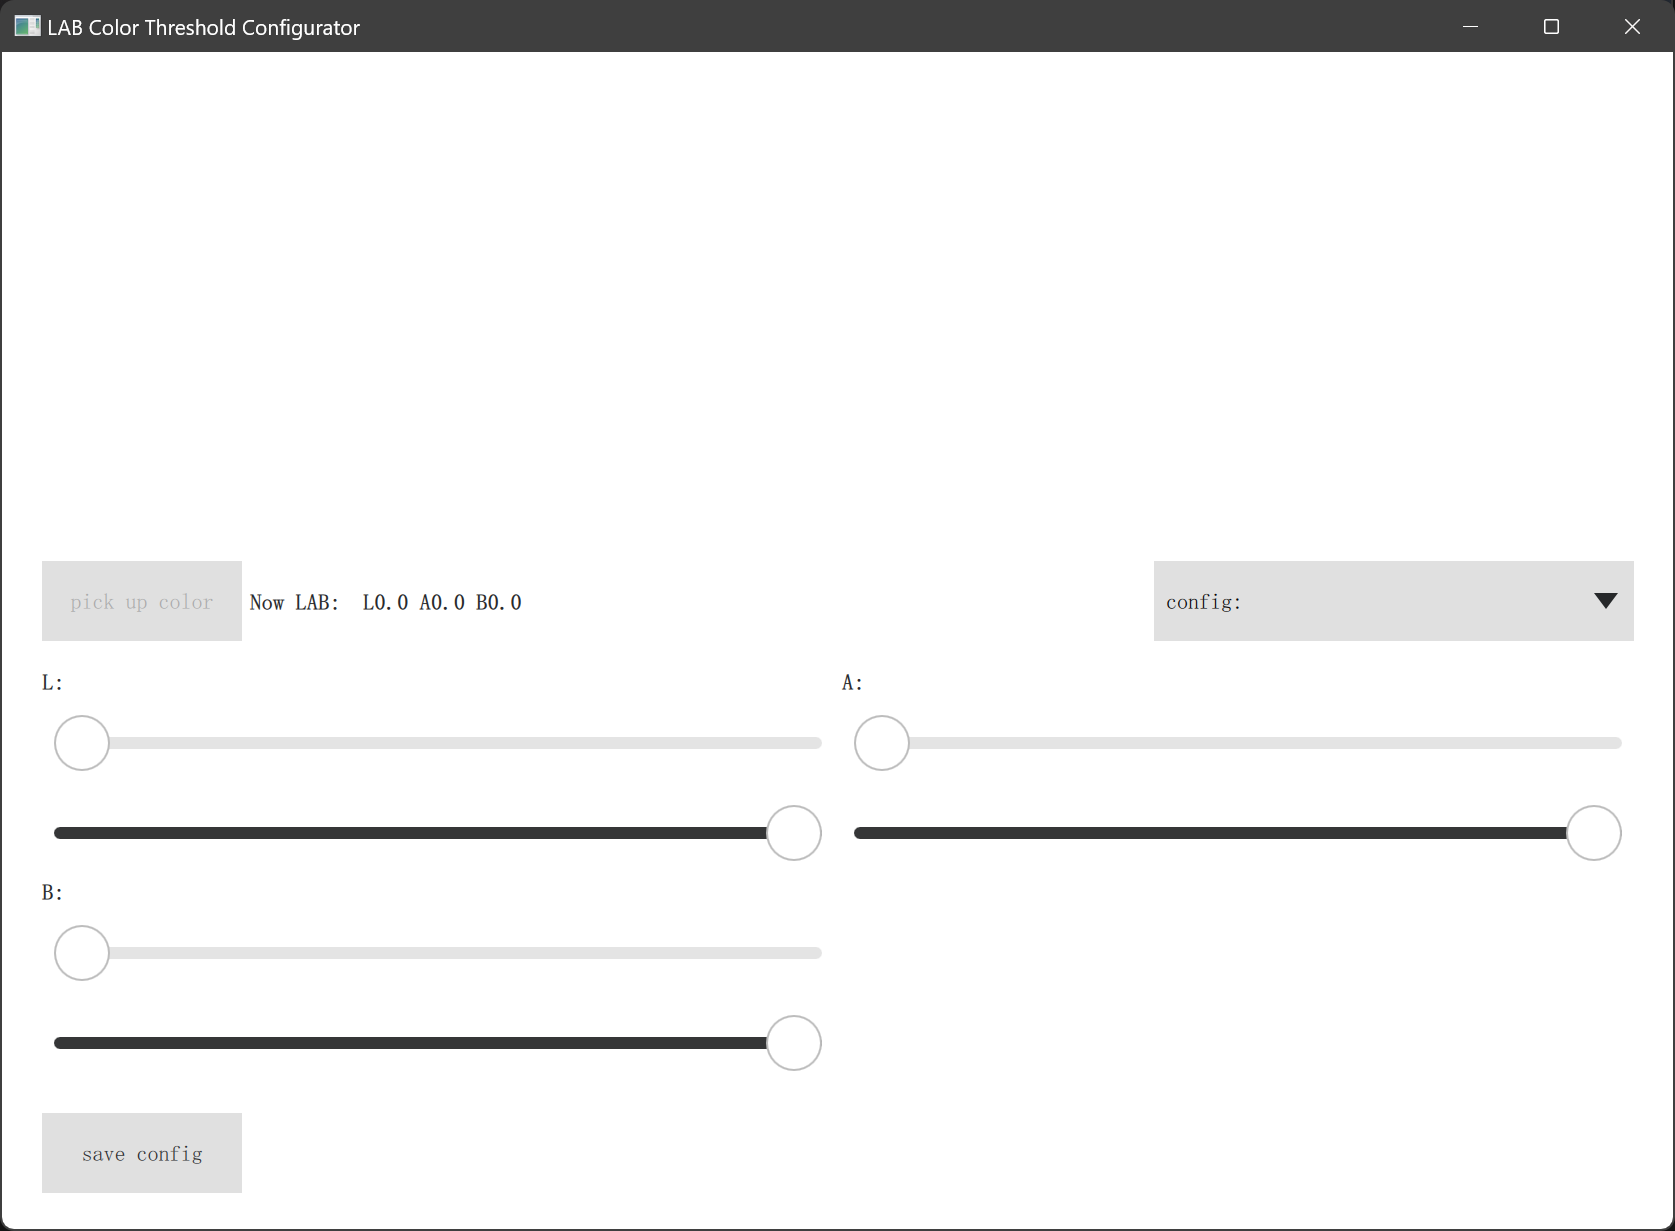 LAB Color Threshold Configurator
pick up color
Now LAB: L0.0 A0.0 B0.0
config:
L:
A:
B:
save config